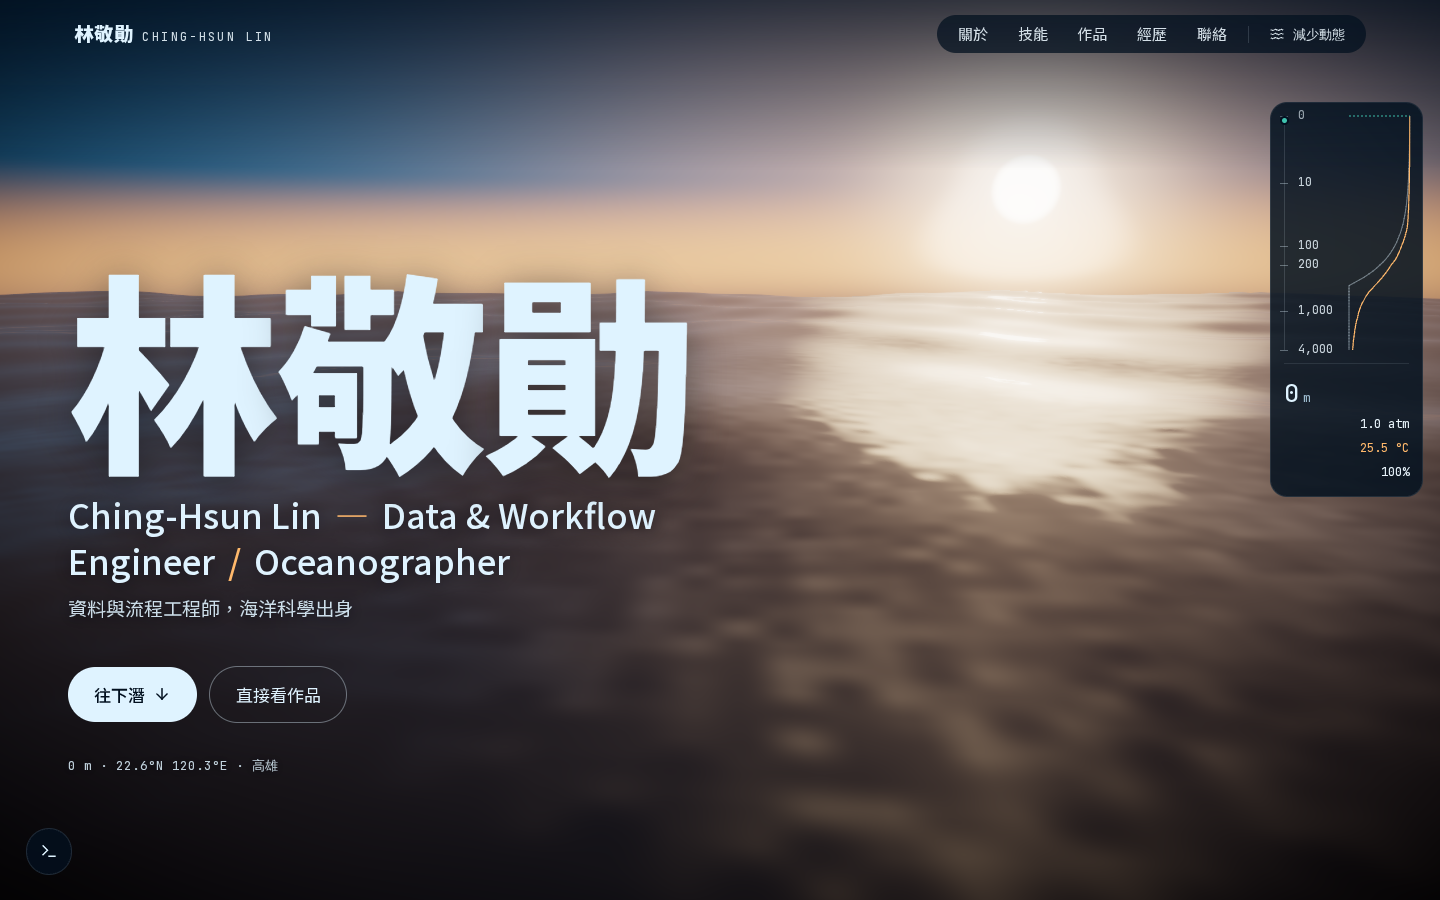 林敬勛 CHING-HSUN LIN
關於 技能 作品 經歷 聯絡 減少動態
0
10
100
200
1,000
4,000
0 m
1.0 atm
25.5 °C
100%
林敬勛
Ching-Hsun Lin — Data & Workflow
Engineer / Oceanographer
資料與流程工程師，海洋科學出身
往下潛 ↓ 直接看作品
0 m · 22.6°N 120.3°E · 高雄